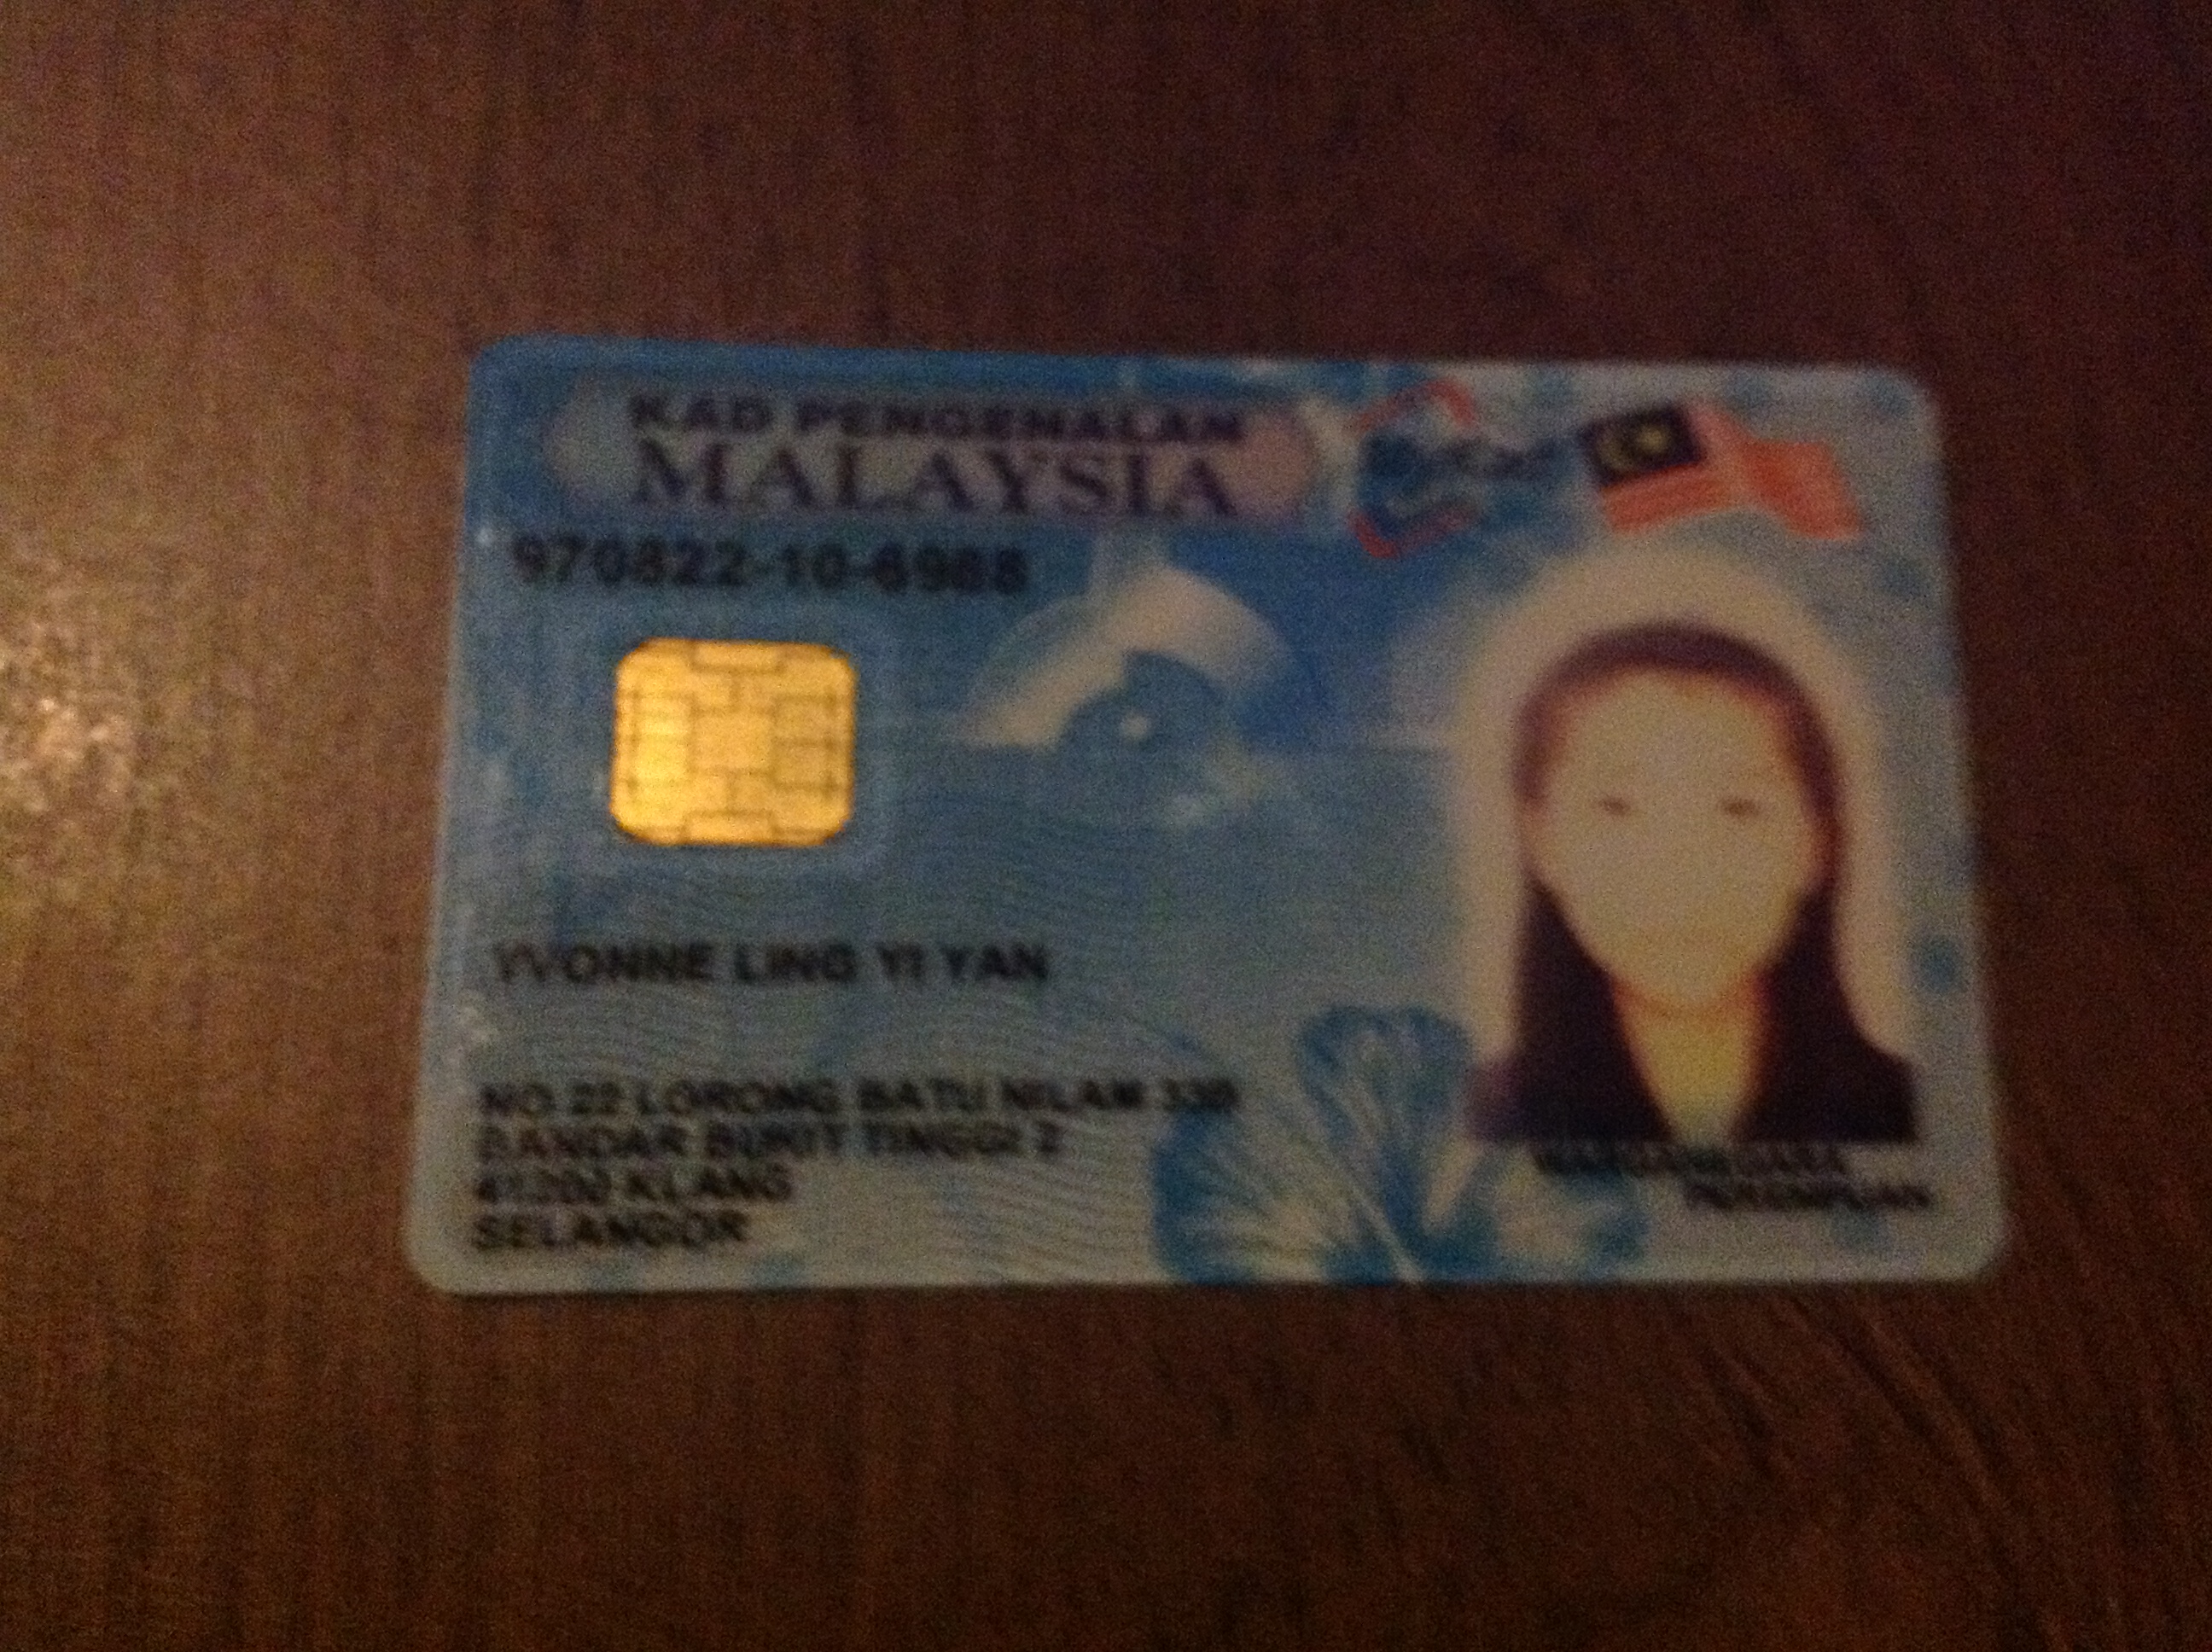 KAD PENGENALAN
MALAYSIA
970822-10-6988
YVONNE LING YI YAN
NO 22 LORONG BATU NILAM
BANDAR BUKIT TINGGI 2
41200 KLANG
SELANGOR
WARGANEGARA
PEREMPUAN